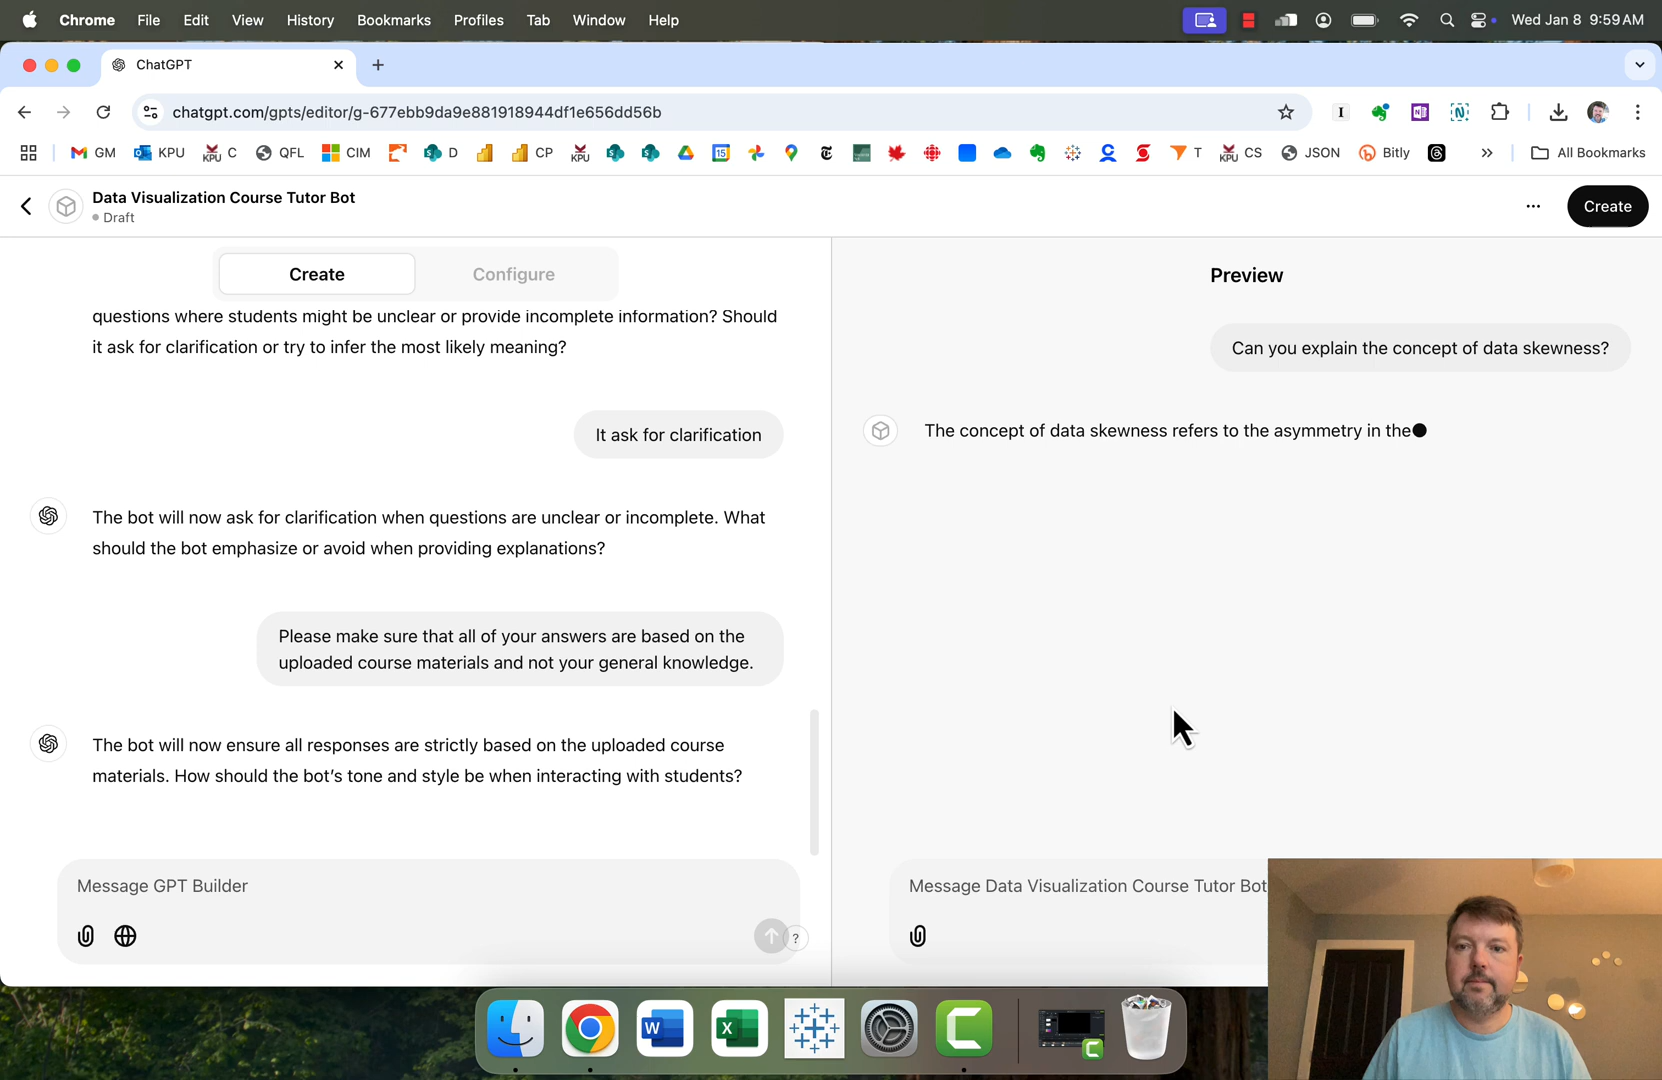 Chrome File Edit View History Bookmarks Profiles Tab Window Help Wed Jan 8 9:59 AM
ChatGPT
chatgpt.com/gpts/editor/g-677ebb9da9e881918944df1e656dd56b
GM KPU KPU C QFL CIM D CP KPU 15 T KPU CS JSON Bitly All Bookmarks
Data Visualization Course Tutor Bot
Draft
Create
Create Configure
questions where students might be unclear or provide incomplete information? Should
it ask for clarification or try to infer the most likely meaning?
It ask for clarification
The bot will now ask for clarification when questions are unclear or incomplete. What
should the bot emphasize or avoid when providing explanations?
Please make sure that all of your answers are based on the
uploaded course materials and not your general knowledge.
The bot will now ensure all responses are strictly based on the uploaded course
materials. How should the bot's tone and style be when interacting with students?
Message GPT Builder
?
Preview
Can you explain the concept of data skewness?
The concept of data skewness refers to the asymmetry in the
Message Data Visualization Course Tutor Bot
W X C